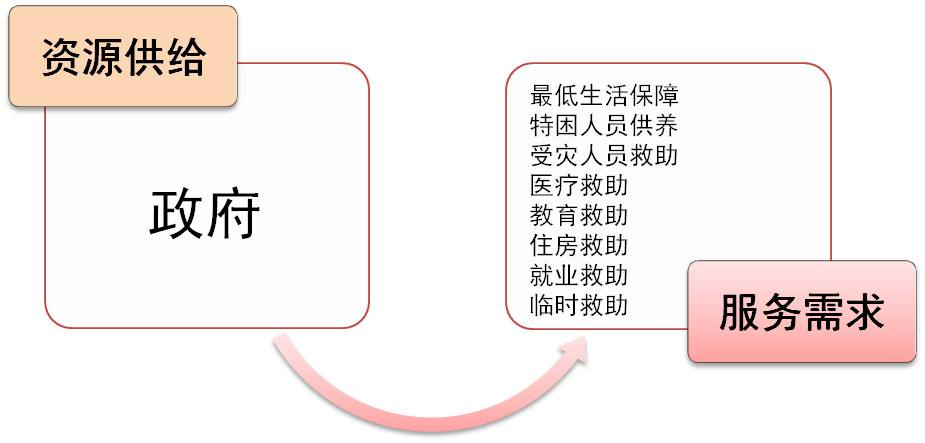 资源供给
政府
最低生活保障
特困人员供养
受灾人员救助
医疗救助
教育救助
住房救助
就业救助
临时救助
服务需求